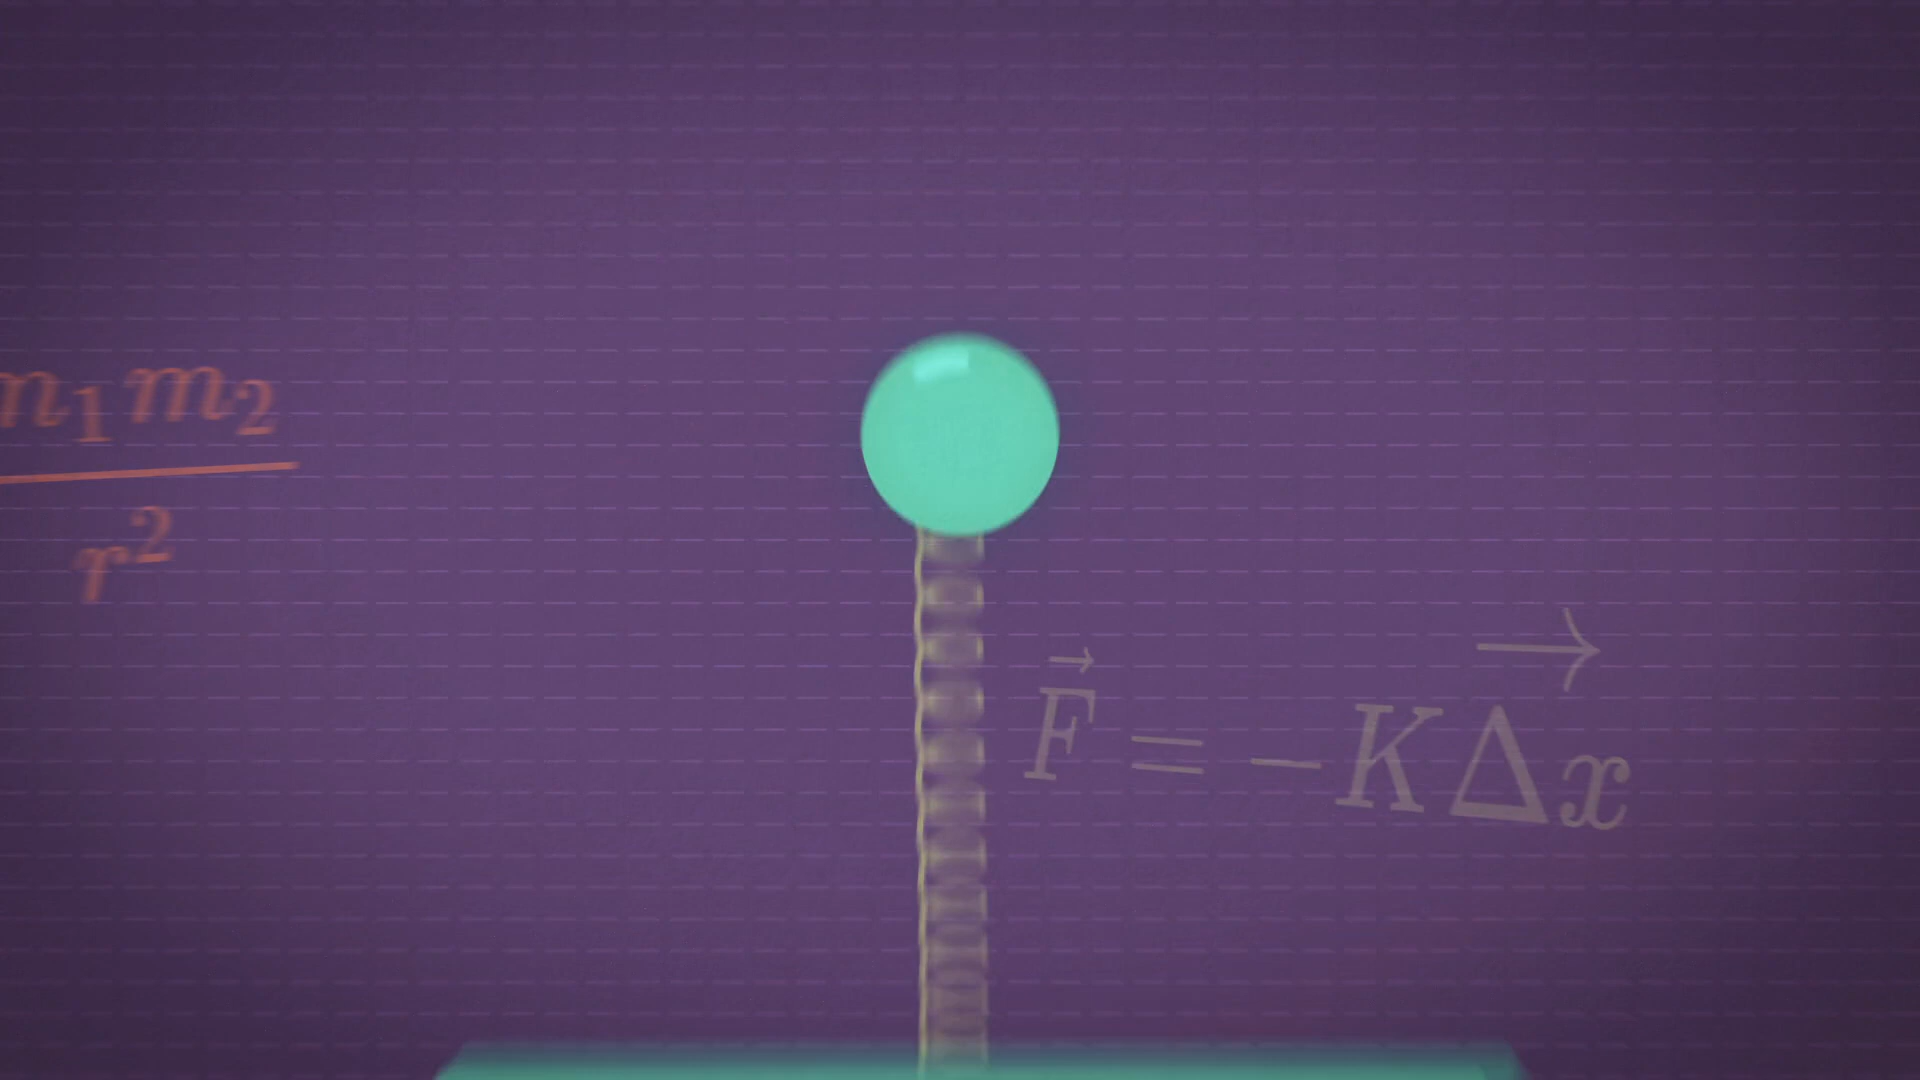 m₁m₂
r²
F⃗ = −KΔx⃗